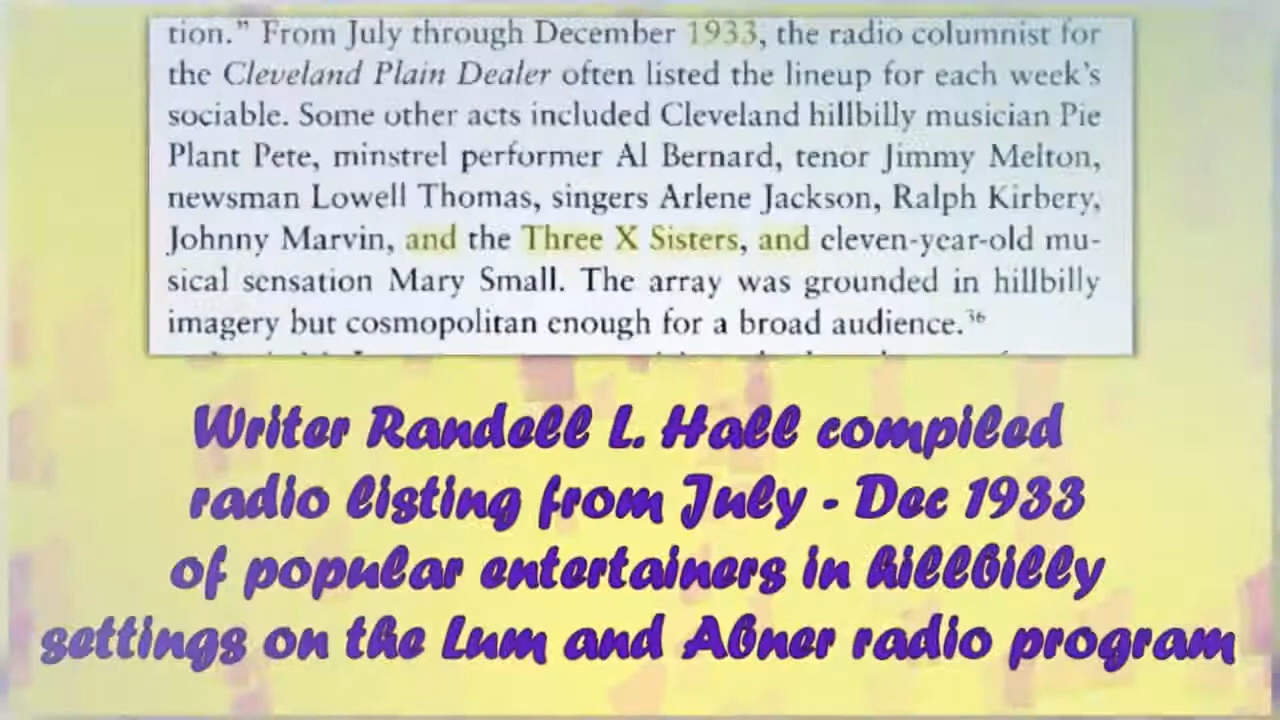 tion.” From July through December 1933, the radio columnist for
the Cleveland Plain Dealer often listed the lineup for each week’s
sociable. Some other acts included Cleveland hillbilly musician Pie
Plant Pete, minstrel performer Al Bernard, tenor Jimmy Melton,
newsman Lowell Thomas, singers Arlene Jackson, Ralph Kirbery,
Johnny Marvin, and the Three X Sisters, and eleven-year-old mu-
sical sensation Mary Small. The array was grounded in hillbilly
imagery but cosmopolitan enough for a broad audience.36
Writer Randell L. Hall compiled
radio listing from July - Dec 1933
of popular entertainers in hillbilly
settings on the Lum and Abner radio program